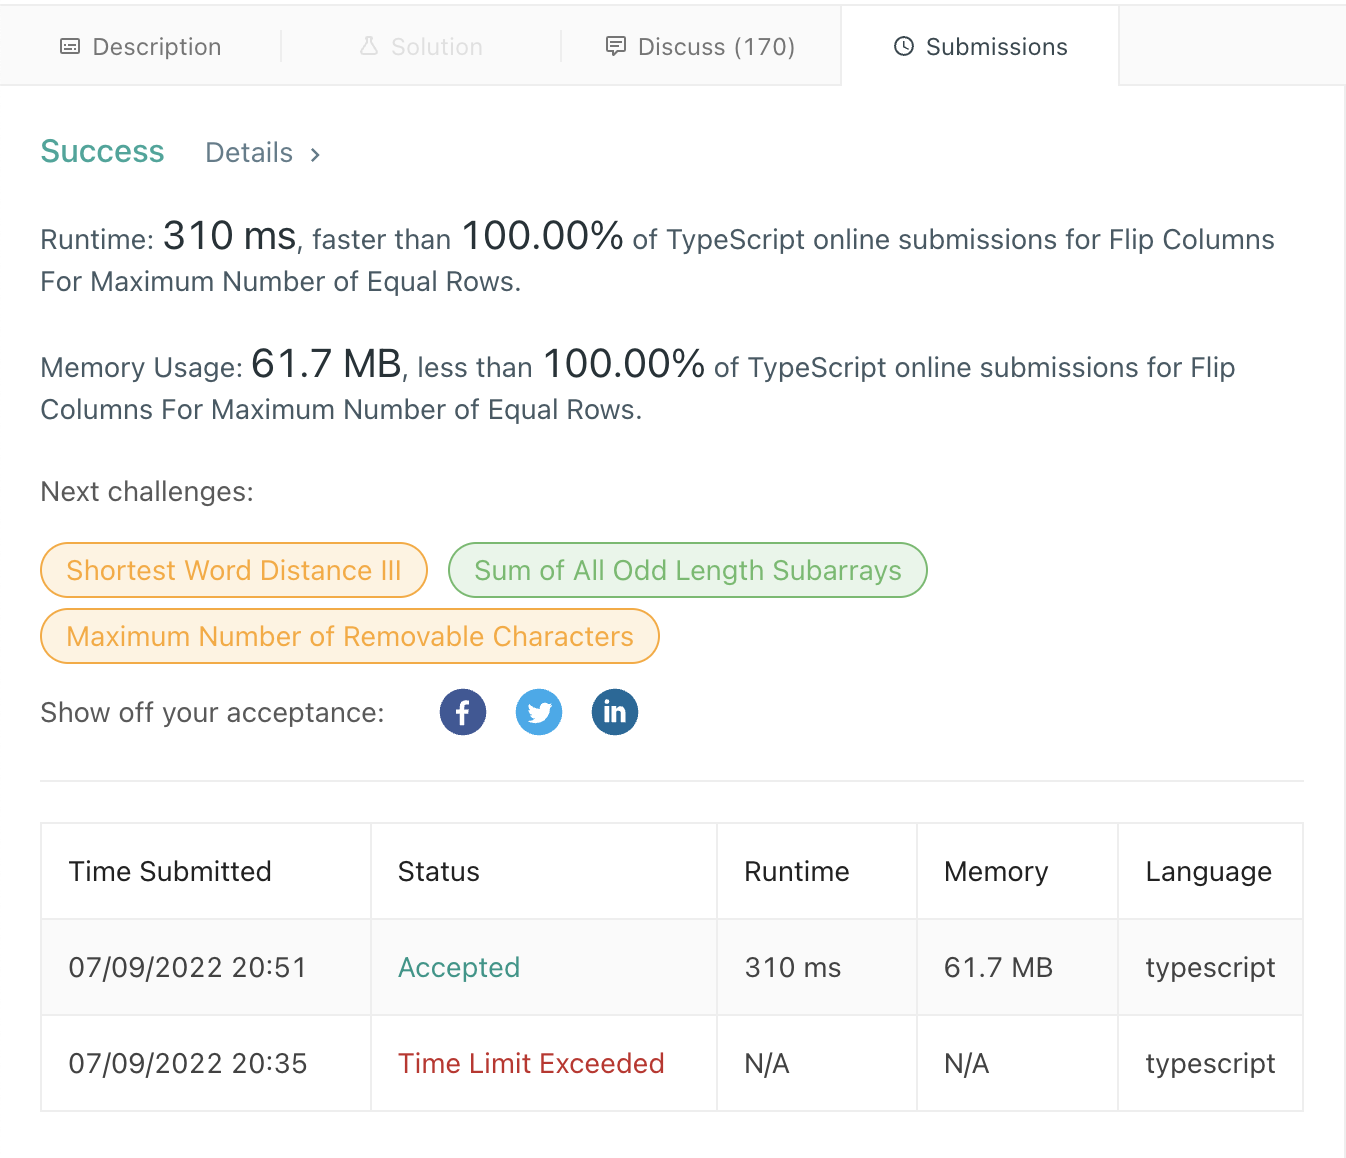 Description Solution Discuss (170) Submissions
Success Details
Runtime: 310 ms, faster than 100.00% of TypeScript online submissions for Flip Columns
For Maximum Number of Equal Rows.
Memory Usage: 61.7 MB, less than 100.00% of TypeScript online submissions for Flip
Columns For Maximum Number of Equal Rows.
Next challenges:
Shortest Word Distance III Sum of All Odd Length Subarrays
Maximum Number of Removable Characters
Show off your acceptance:
Time Submitted Status Runtime Memory Language
07/09/2022 20:51 Accepted 310 ms 61.7 MB typescript
07/09/2022 20:35 Time Limit Exceeded N/A N/A typescript